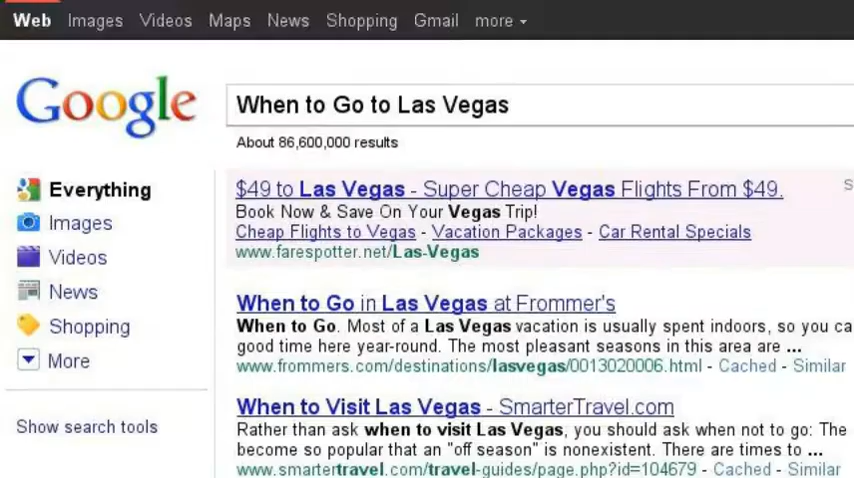 Web Images Videos Maps News Shopping Gmail more
Google
When to Go to Las Vegas
About 86,600,000 results
Everything
Images
Videos
News
Shopping
More
Show search tools
$49 to Las Vegas - Super Cheap Vegas Flights From $49.
Book Now & Save On Your Vegas Trip!
Cheap Flights to Vegas - Vacation Packages - Car Rental Specials
www.farespotter.net/Las-Vegas
When to Go in Las Vegas at Frommer's
When to Go. Most of a Las Vegas vacation is usually spent indoors, so you ca
good time here year-round. The most pleasant seasons in this area are ...
www.frommers.com/destinations/lasvegas/0013020006.html - Cached - Similar
When to Visit Las Vegas - SmarterTravel.com
Rather than ask when to visit Las Vegas, you should ask when not to go: The
become so popular that an "off season" is nonexistent. There are times to ...
www.smartertravel.com/travel-guides/page.php?id=104679 - Cached - Similar